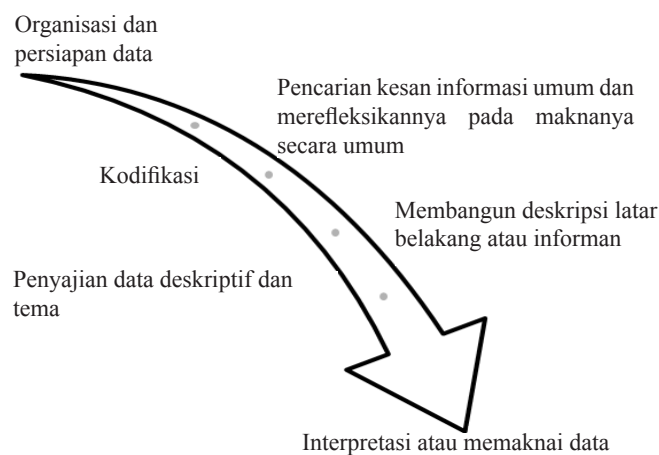 Organisasi dan
persiapan data
Pencarian kesan informasi umum dan
merefleksikannya pada maknanya
secara umum
Kodifikasi
Membangun deskripsi latar
belakang atau informan
Penyajian data deskriptif dan
tema
Interpretasi atau memaknai data